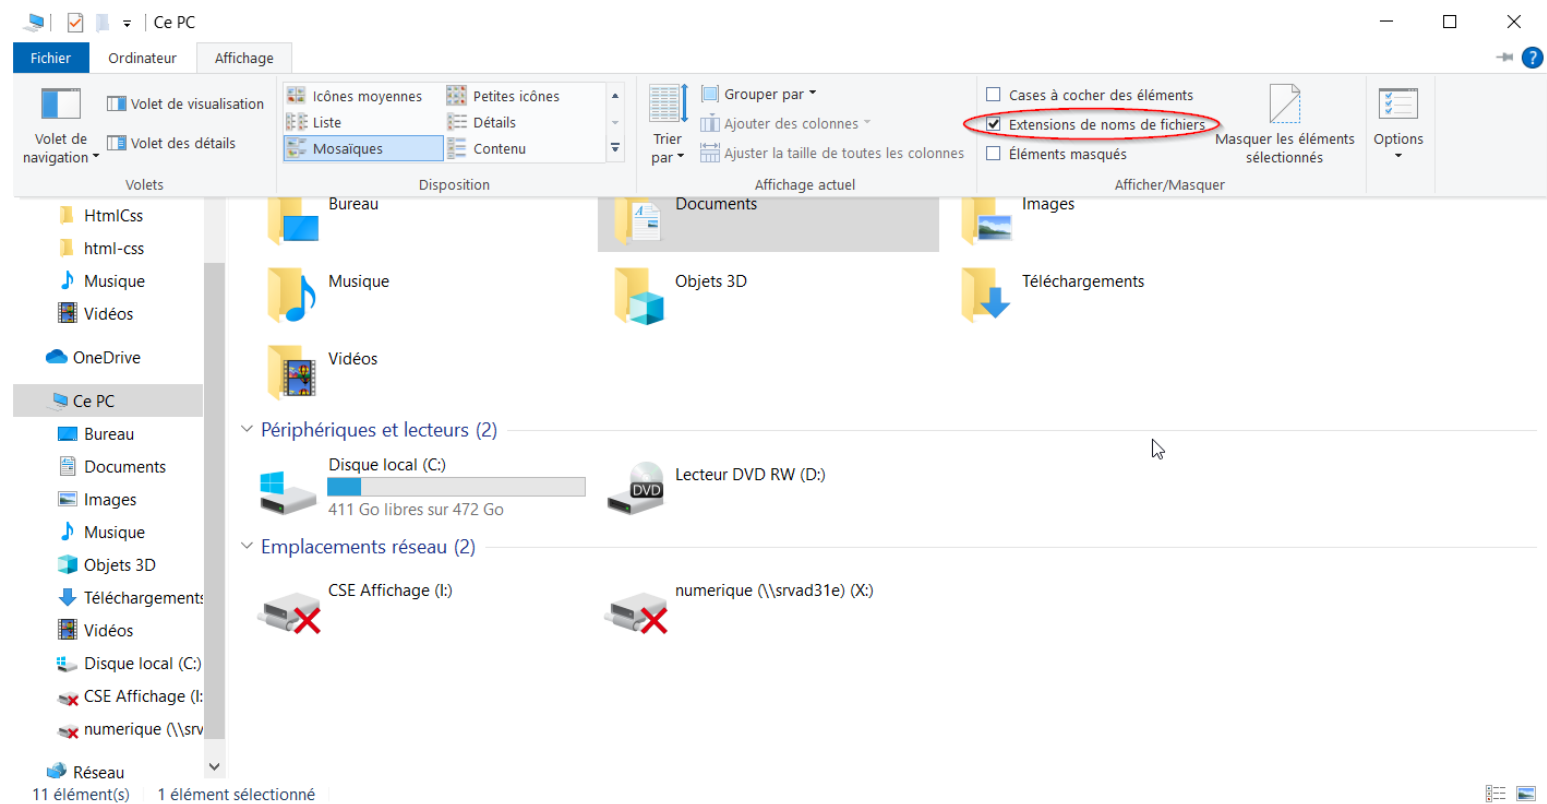 Ce PC
Fichier Ordinateur Affichage
?
Volet de navigation
Volet de visualisation
Volet des détails
Volets
Icônes moyennes Petites icônes
Liste Détails
Mosaïques Contenu
Disposition
Trier par
Grouper par
Ajouter des colonnes
Ajuster la taille de toutes les colonnes
Affichage actuel
Cases à cocher des éléments
Extensions de noms de fichiers
Éléments masqués
Masquer les éléments
sélectionnés
Afficher/Masquer
Options
HtmlCss
html-css
Musique
Vidéos
OneDrive
Ce PC
Bureau
Documents
Images
Musique
Objets 3D
Téléchargements
Vidéos
Disque local (C:)
CSE Affichage (I:
numerique (\\srv
Réseau
Bureau Documents Images
Musique Objets 3D Téléchargements
Vidéos
Périphériques et lecteurs (2)
Disque local (C:)
411 Go libres sur 472 Go
DVD
Lecteur DVD RW (D:)
Emplacements réseau (2)
CSE Affichage (I:) numerique (\\srvad31e) (X:)
11 élément(s) 1 élément sélectionné